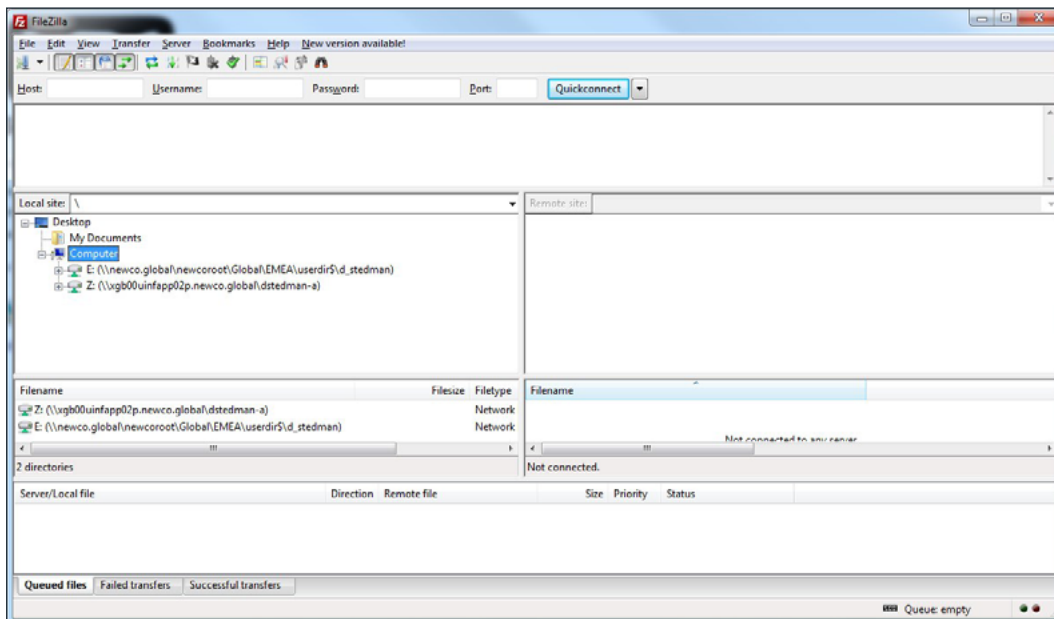 FileZilla
File Edit View Transfer Server Bookmarks Help New version available!
Host: Username: Password: Port: Quickconnect
Local site: \ Remote site:
Desktop
My Documents
Computer
E: (\\newco.global\newcoroot\Global\EMEA\userdir$\d_stedman)
Z: (\\xgb00uinfapp02p.newco.global\dstedman-a)
Filename Filesize Filetype Filename
Z: (\\xgb00uinfapp02p.newco.global\dstedman-a) Network
E: (\\newco.global\newcoroot\Global\EMEA\userdir$\d_stedman) Network
Not connected to any server
2 directories Not connected.
Server/Local file Direction Remote file Size Priority Status
Queued files Failed transfers Successful transfers
Queue: empty